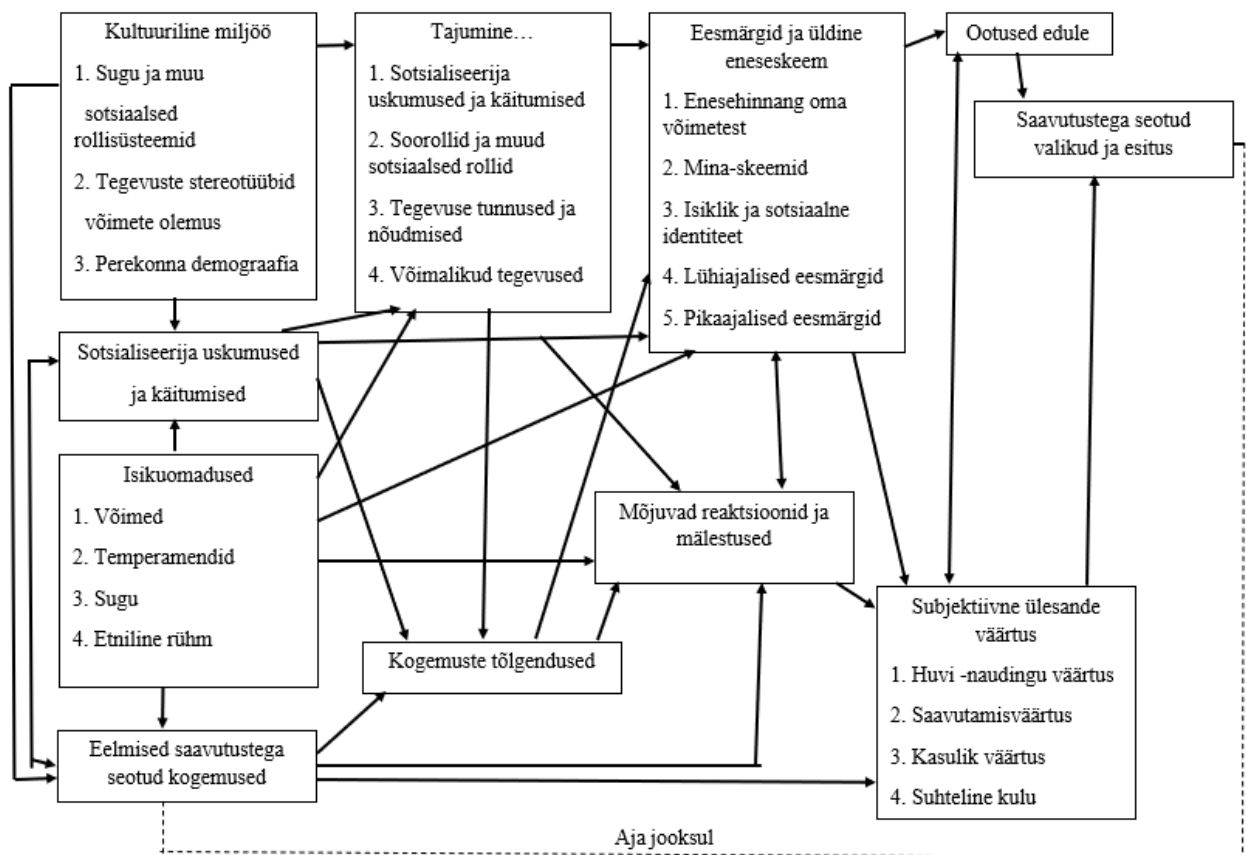 Kultuuriline miljöö
1. Sugu ja muu
sotsiaalsed
rollisüsteemid
2. Tegevuste stereotüübid
võimete olemus
3. Perekonna demograafia
Tajumine…
1. Sotsialiseerija
uskumused ja käitumised
2. Soorollid ja muud
sotsiaalsed rollid
3. Tegevuse tunnused ja
nõudmised
4. Võimalikud tegevused
Eesmärgid ja üldine
eneseskeem
1. Enesehinnang oma
võimetest
2. Mina-skeemid
3. Isiklik ja sotsiaalne
identiteet
4. Lühiajalised eesmärgid
5. Pikaajalised eesmärgid
Ootused edule
Saavutustega seotud
valikud ja esitus
Sotsialiseerija uskumused
ja käitumised
Isikuomadused
1. Võimed
2. Temperamendid
3. Sugu
4. Etniline rühm
Mõjuvad reaktsioonid ja
mälestused
Kogemuste tõlgendused
Subjektiivne ülesande
väärtus
1. Huvi -naudingu väärtus
2. Saavutamisväärtus
3. Kasulik väärtus
4. Suhteline kulu
Eelmised saavutustega
seotud kogemused
Aja jooksul